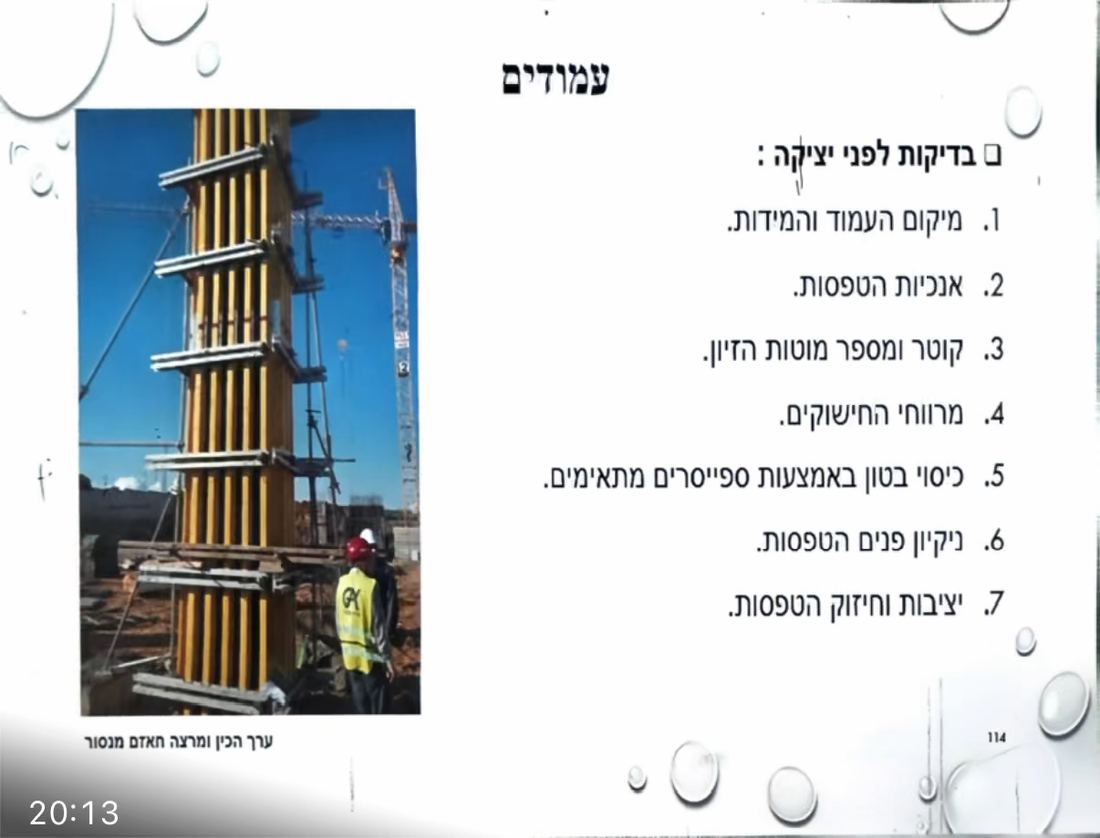 עמודים
❑ בדיקות לפני יציקה :
1. מיקום העמוד והמידות.
2. אנכיות הטפסות.
3. קוטר ומספר מוטות הזיון.
4. מרווחי החישוקים.
5. כיסוי בטון באמצעות ספייסרים מתאימים.
6. ניקיון פנים הטפסות.
7. יציבות וחיזוק הטפסות.
ערך הכין ומרצה חאזם מנסור
114
20:13